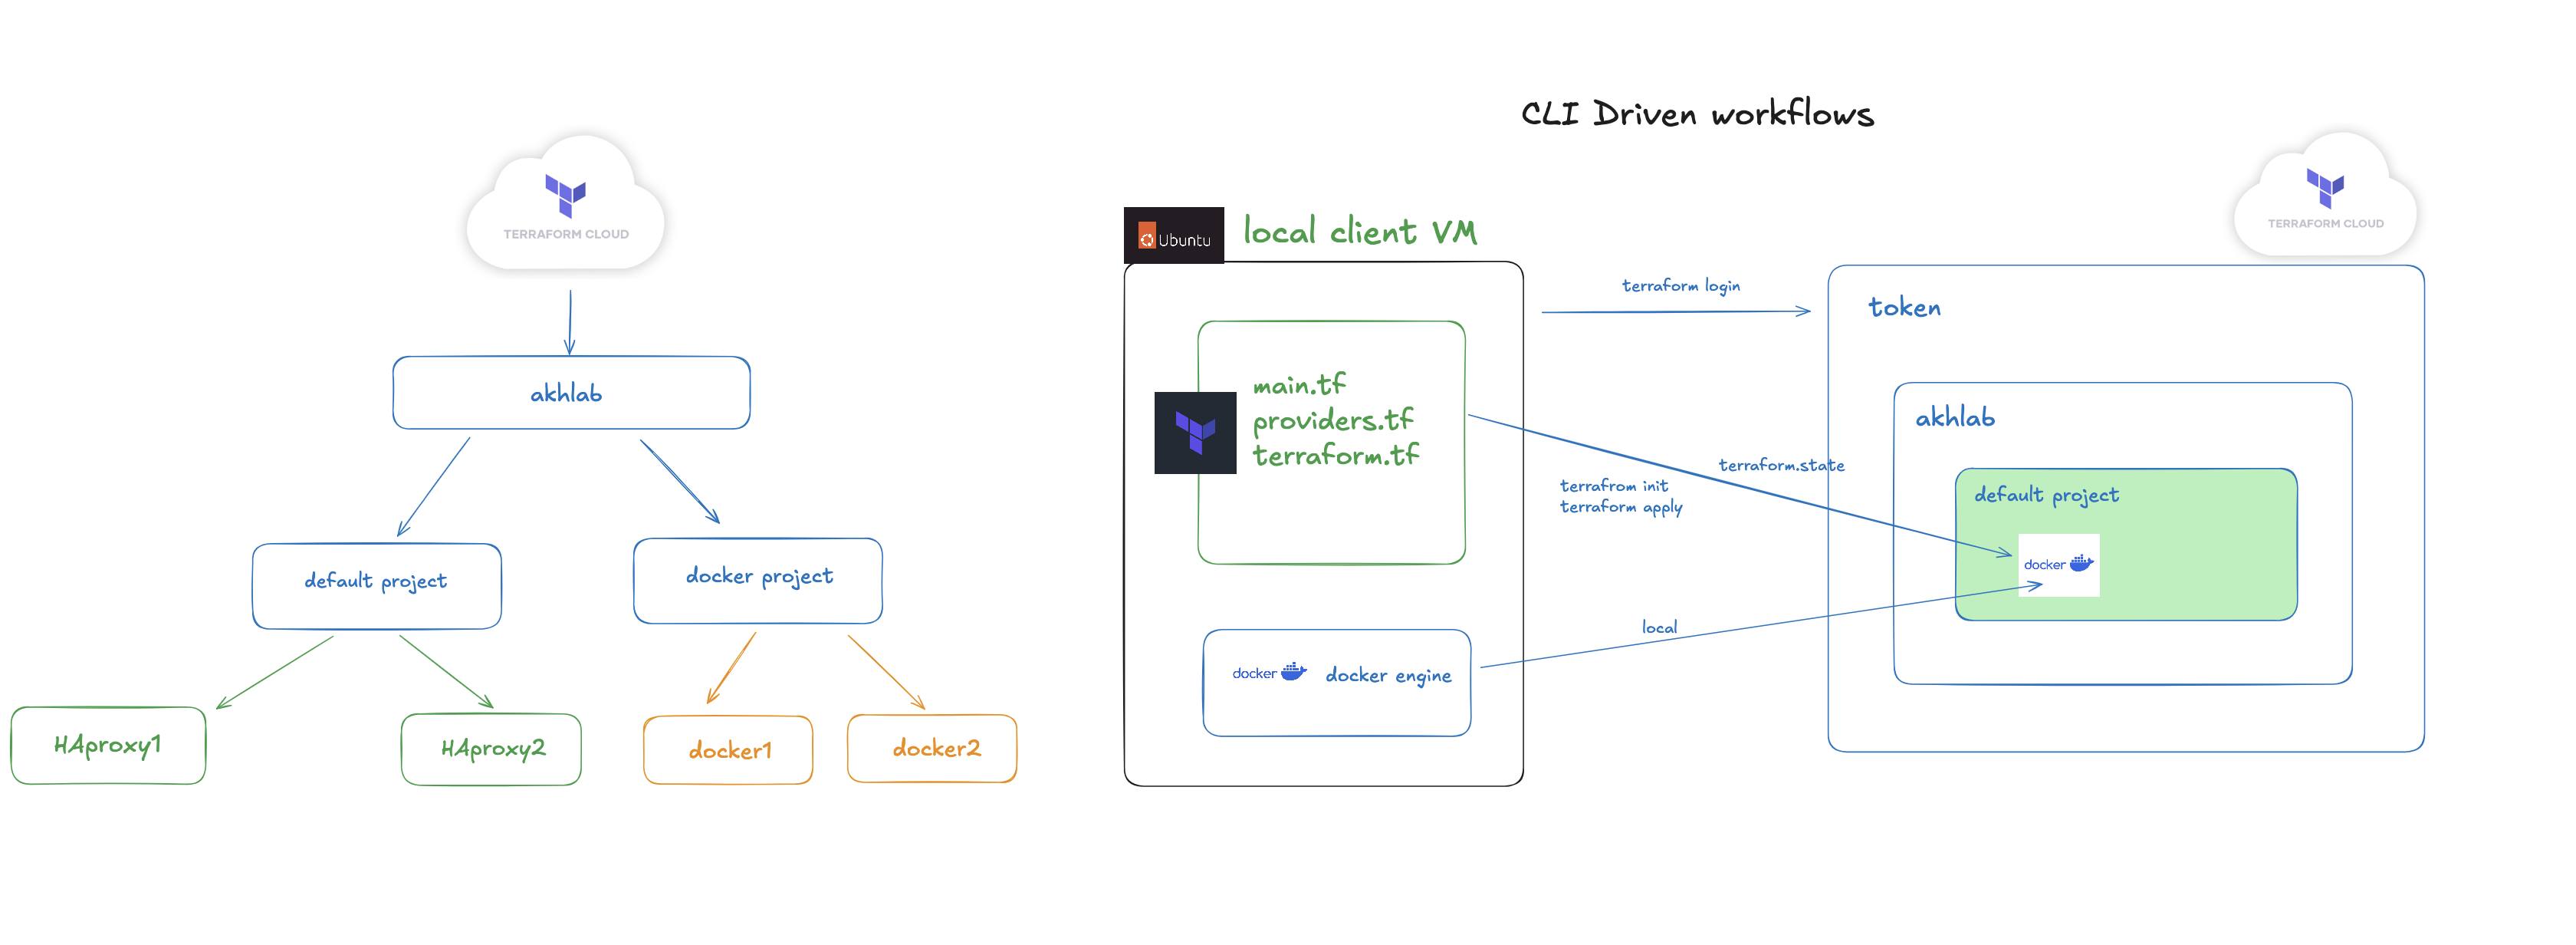 CLI Driven workflows
TERRAFORM CLOUD
akhlab
default project
docker project
HAproxy1
HAproxy2
docker1
docker2
Ubuntu
local client VM
main.tf
providers.tf
terraform.tf
docker
docker engine
terraform login
terraform.state
terrafrom init
terraform apply
local
TERRAFORM CLOUD
token
akhlab
default project
docker